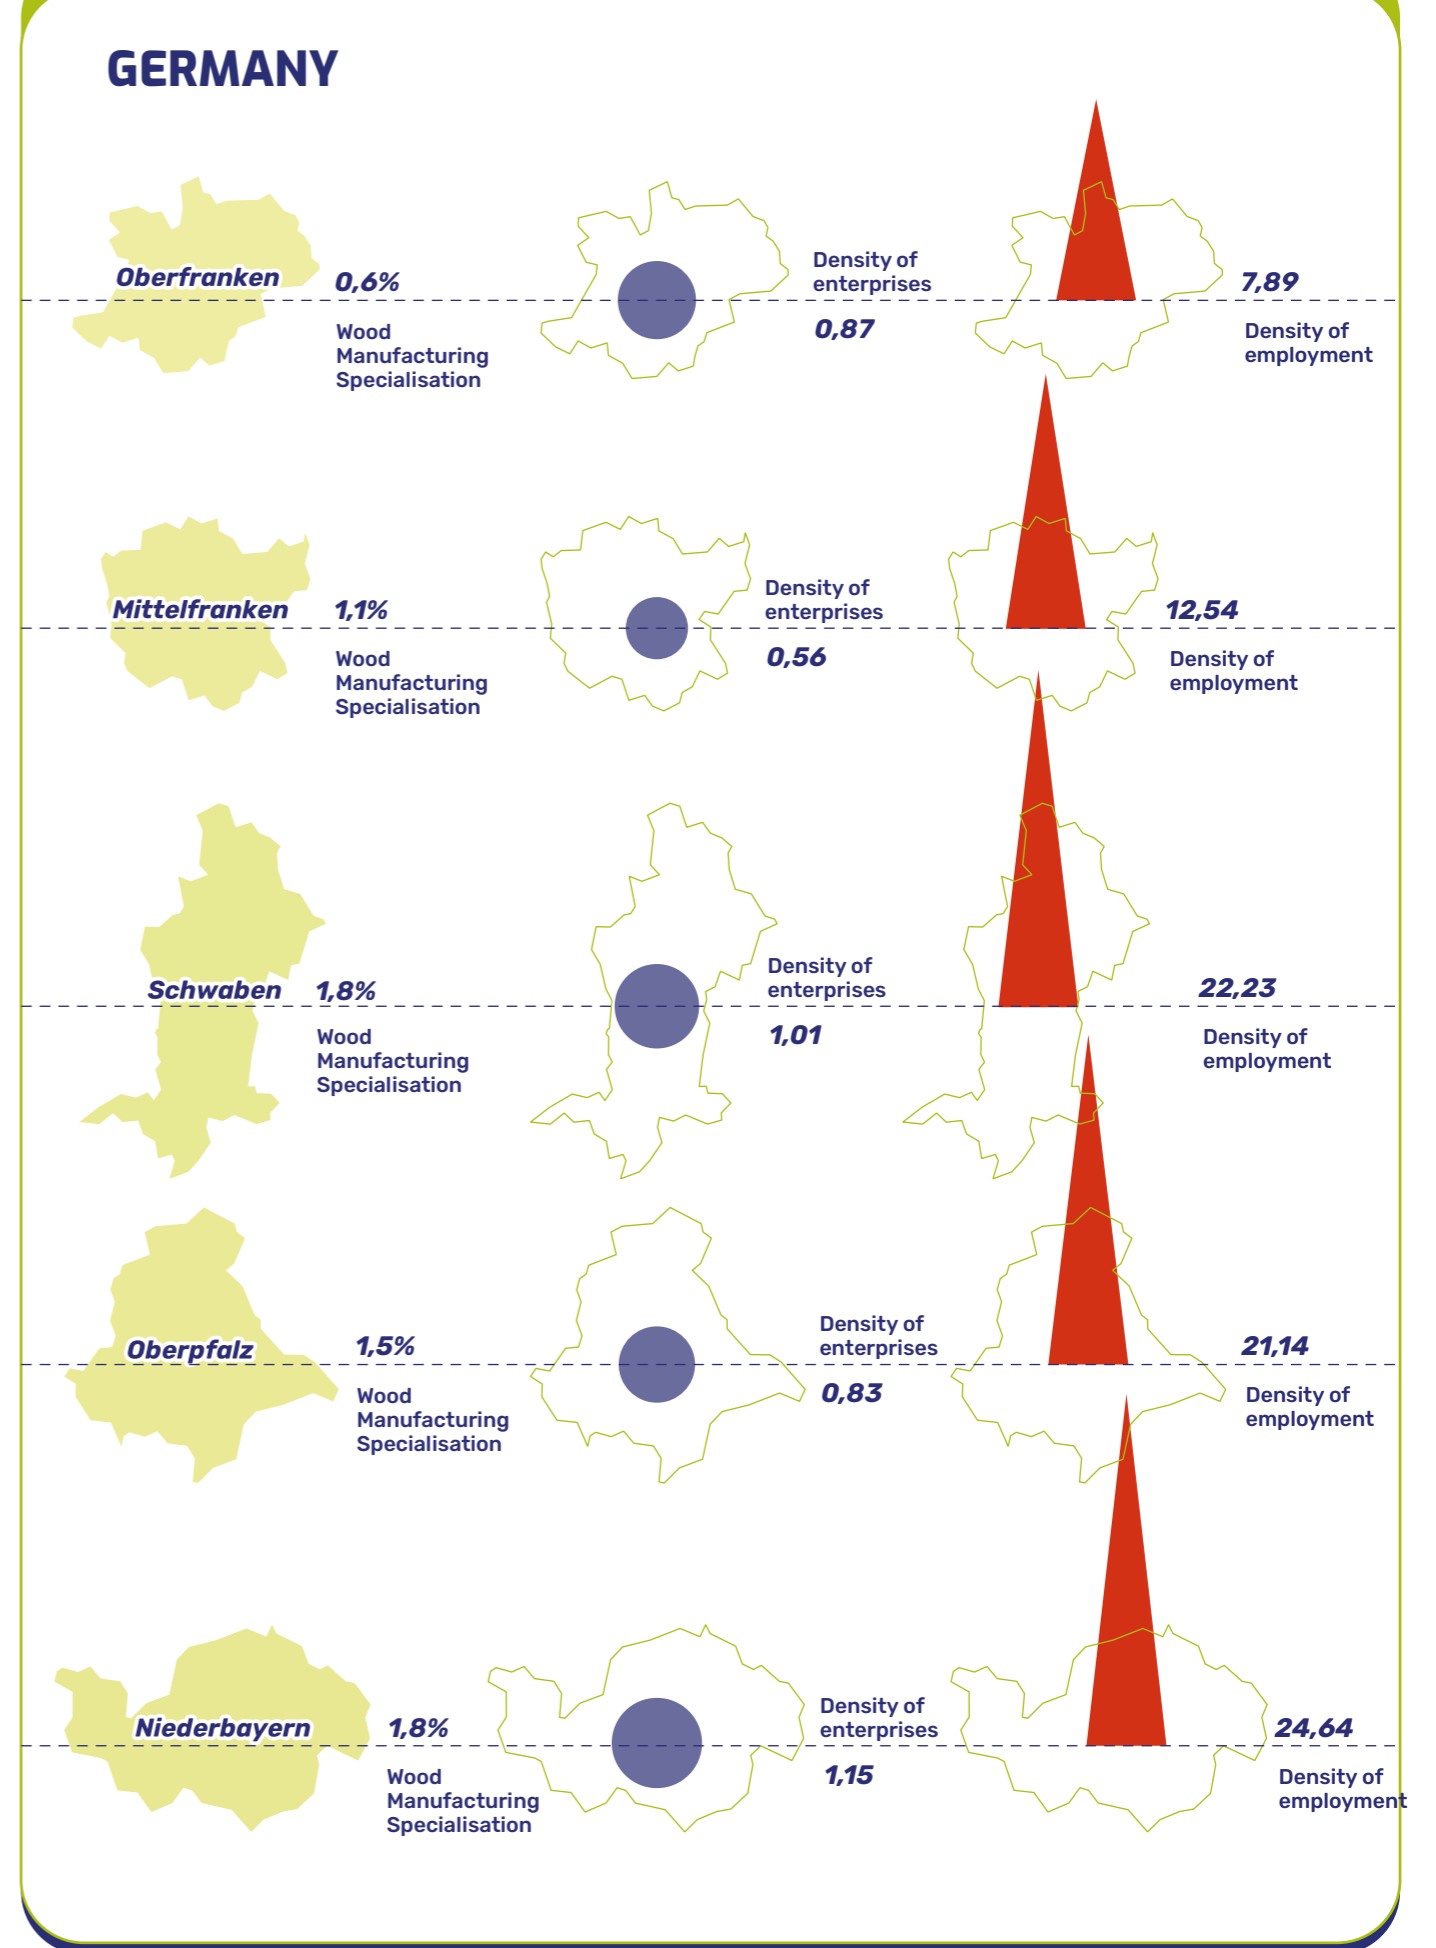 GERMANY
Oberfranken
0,6%
Wood
Manufacturing
Specialisation
Density of
enterprises
0,87
7,89
Density of
employment
Mittelfranken
1,1%
Wood
Manufacturing
Specialisation
Density of
enterprises
0,56
12,54
Density of
employment
Schwaben
1,8%
Wood
Manufacturing
Specialisation
Density of
enterprises
1,01
22,23
Density of
employment
Oberpfalz
1,5%
Wood
Manufacturing
Specialisation
Density of
enterprises
0,83
21,14
Density of
employment
Niederbayern
1,8%
Wood
Manufacturing
Specialisation
Density of
enterprises
1,15
24,64
Density of
employment